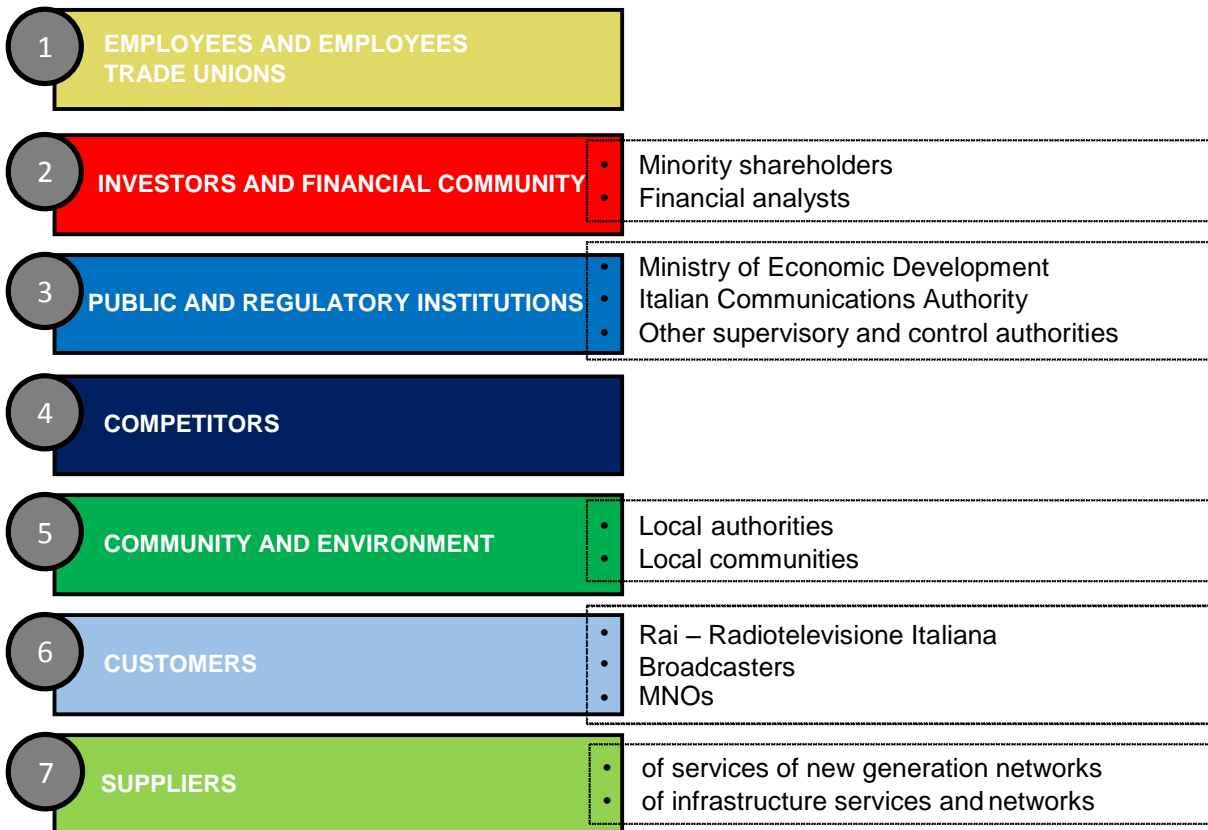 1
EMPLOYEES AND EMPLOYEES
TRADE UNIONS
2
INVESTORS AND FINANCIAL COMMUNITY
• Minority shareholders
• Financial analysts
3
PUBLIC AND REGULATORY INSTITUTIONS
• Ministry of Economic Development
• Italian Communications Authority
• Other supervisory and control authorities
4
COMPETITORS
5
COMMUNITY AND ENVIRONMENT
• Local authorities
• Local communities
6
CUSTOMERS
• Rai – Radiotelevisione Italiana
• Broadcasters
• MNOs
7
SUPPLIERS
• of services of new generation networks
• of infrastructure services and networks